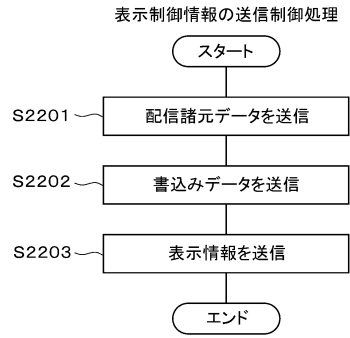 表示制御情報の送信制御処理
スタート
S2201 配信諸元データを送信
S2202 書込みデータを送信
S2203 表示情報を送信
エンド